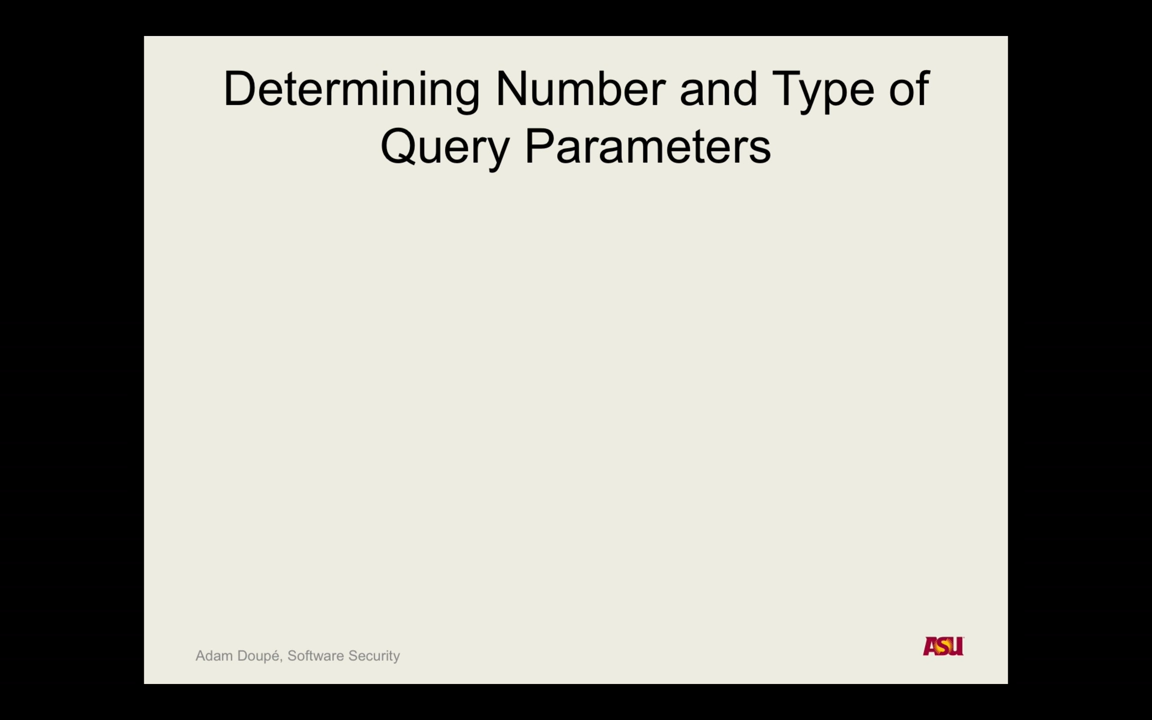 Determining Number and Type of
Query Parameters
Adam Doupé, Software Security
ASU